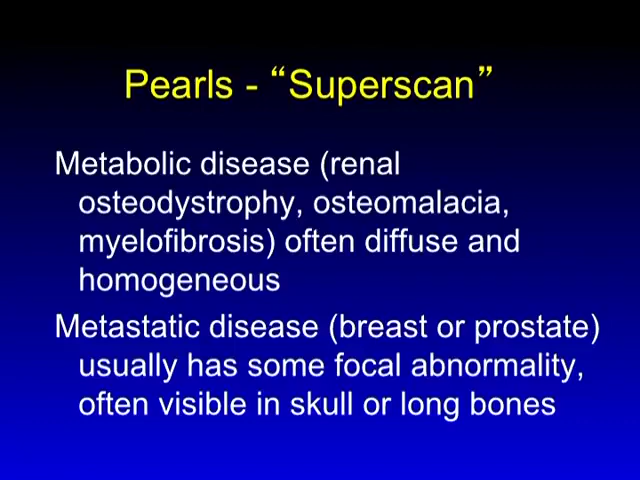 Pearls - “Superscan”
Metabolic disease (renal
osteodystrophy, osteomalacia,
myelofibrosis) often diffuse and
homogeneous
Metastatic disease (breast or prostate)
usually has some focal abnormality,
often visible in skull or long bones